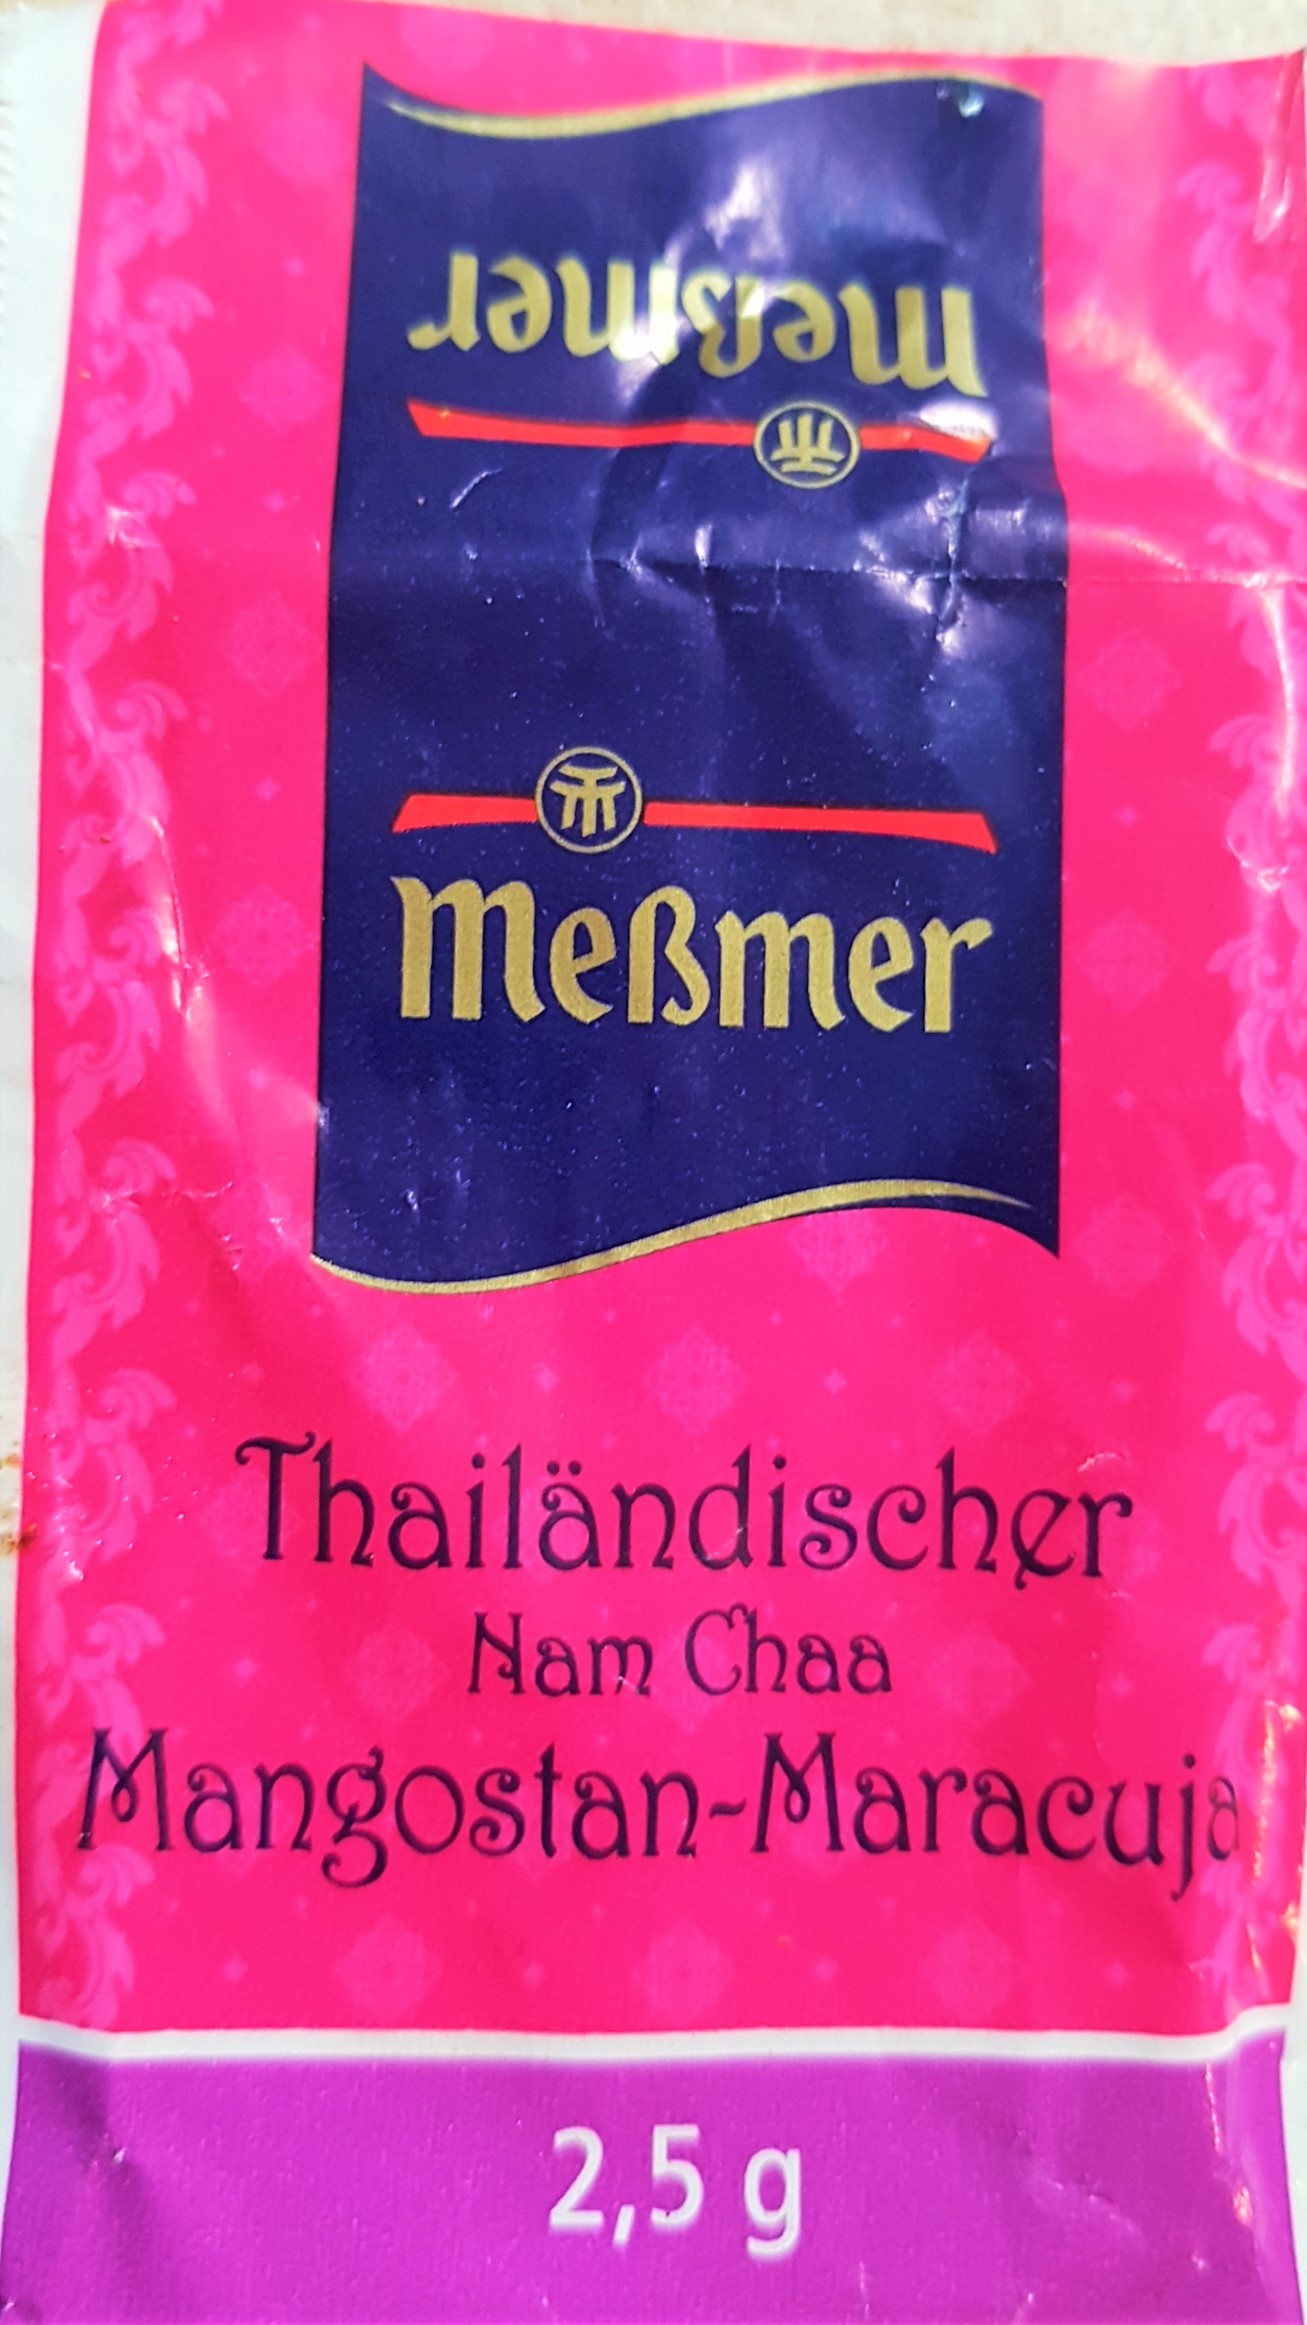 Meßmer
Meßmer
Thailändischer
Nam Chaa
Mangostan-Maracuja
2,5 g